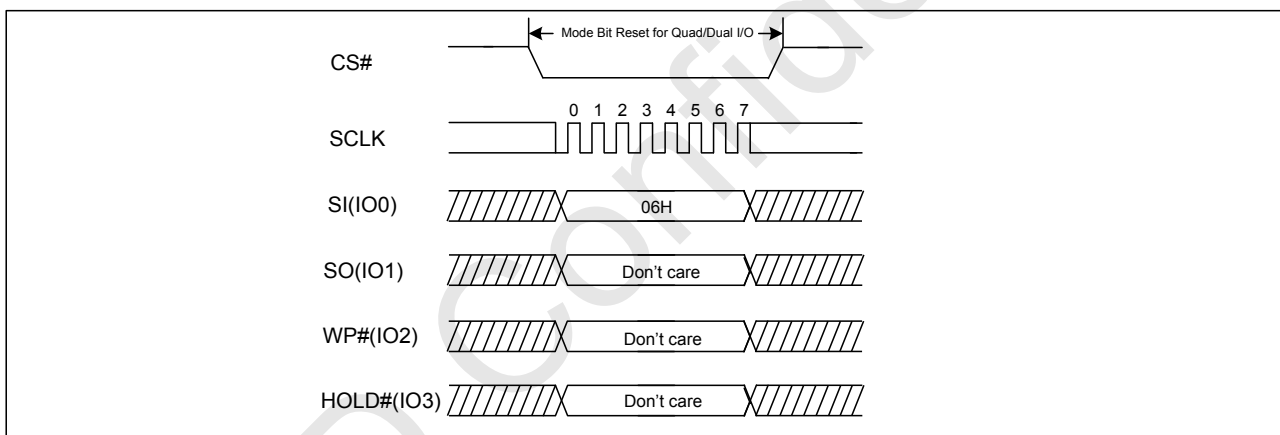 Mode Bit Reset for Quad/Dual I/O
CS#
0 1 2 3 4 5 6 7
SCLK
SI(IO0)
06H
SO(IO1)
Don't care
WP#(IO2)
Don't care
HOLD#(IO3)
Don't care